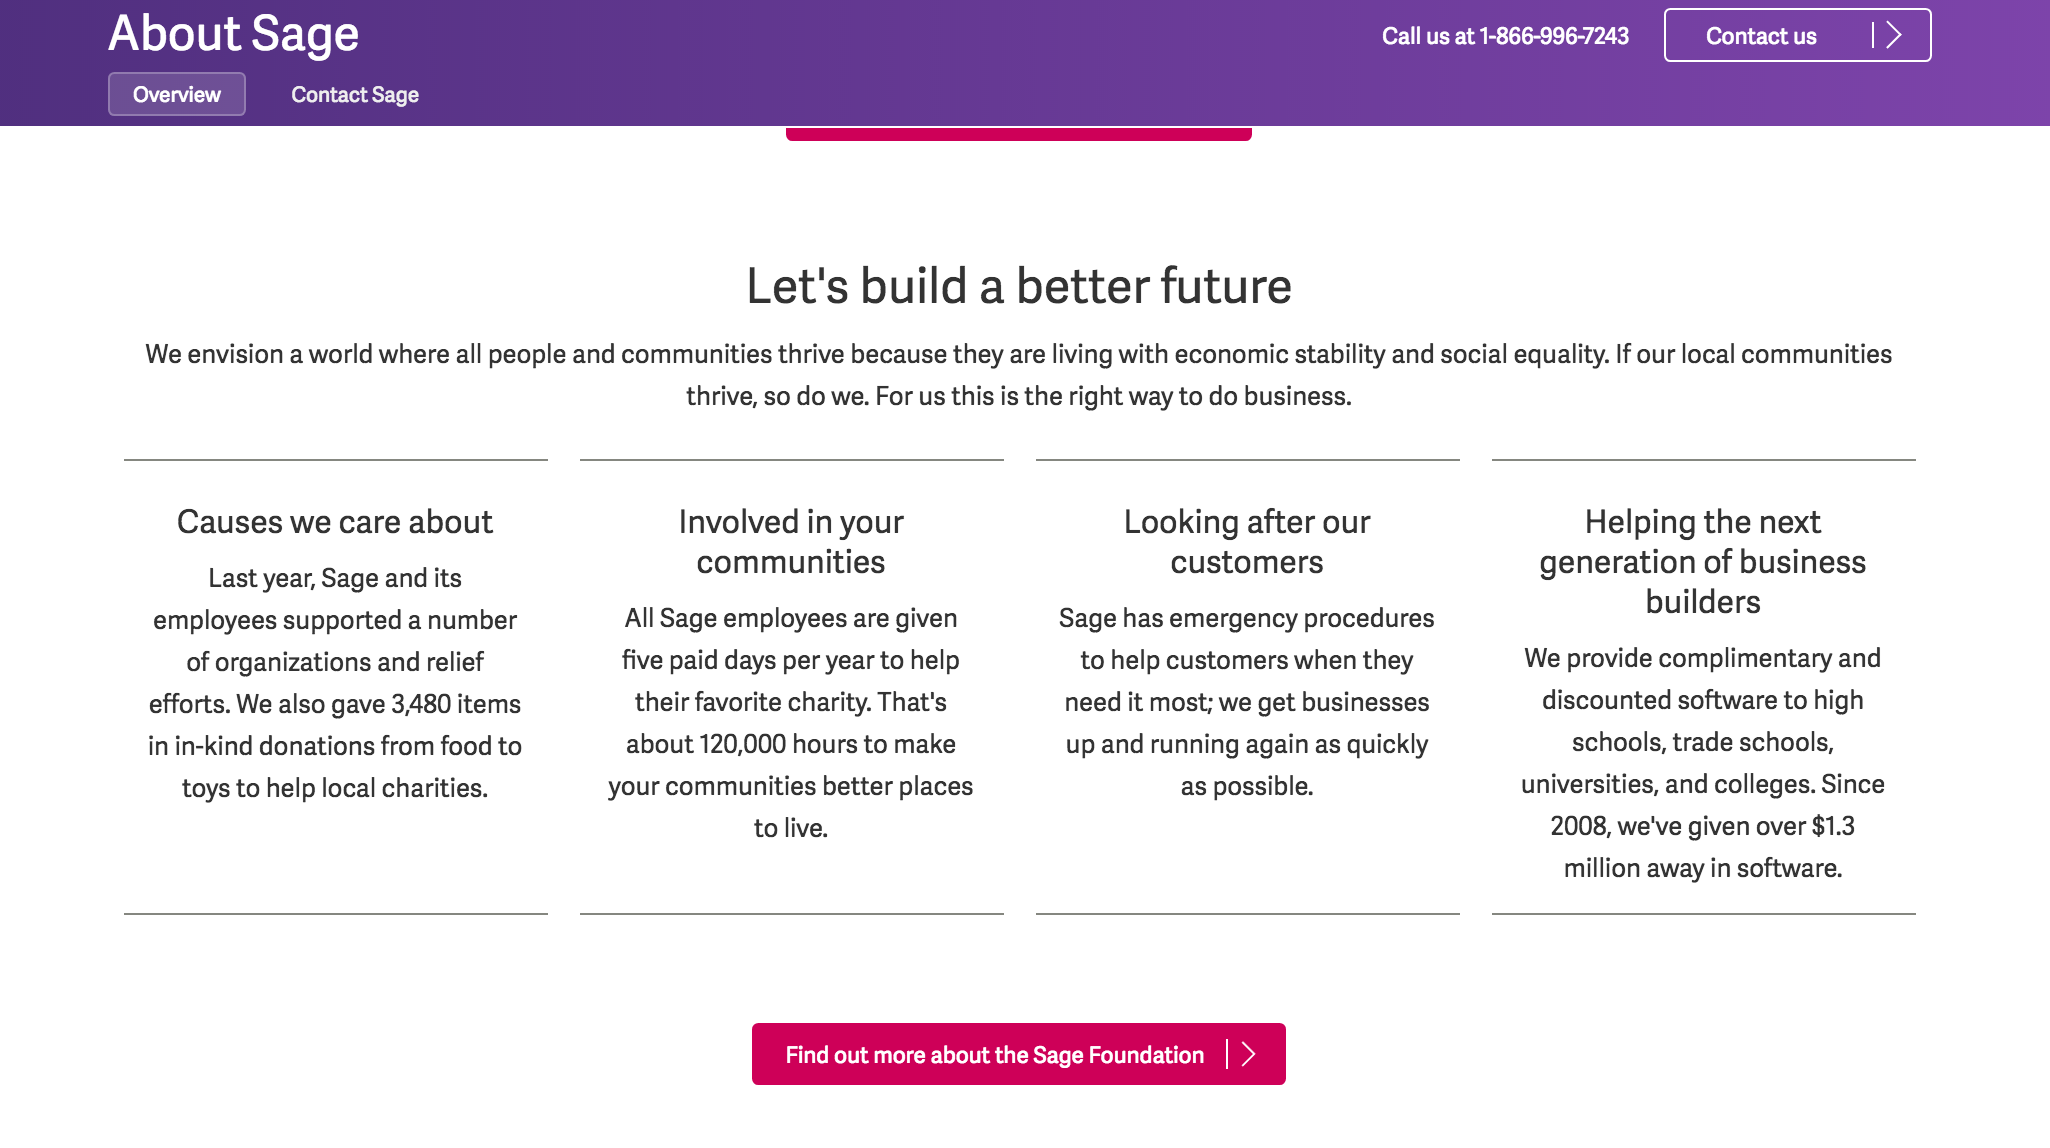 About Sage
Call us at 1-866-996-7243
Contact us
Overview
Contact Sage
Let's build a better future
We envision a world where all people and communities thrive because they are living with economic stability and social equality. If our local communities
thrive, so do we. For us this is the right way to do business.
Causes we care about
Last year, Sage and its
employees supported a number
of organizations and relief
efforts. We also gave 3,480 items
in in-kind donations from food to
toys to help local charities.
Involved in your
communities
All Sage employees are given
five paid days per year to help
their favorite charity. That's
about 120,000 hours to make
your communities better places
to live.
Looking after our
customers
Sage has emergency procedures
to help customers when they
need it most; we get businesses
up and running again as quickly
as possible.
Helping the next
generation of business
builders
We provide complimentary and
discounted software to high
schools, trade schools,
universities, and colleges. Since
2008, we've given over $1.3
million away in software.
Find out more about the Sage Foundation